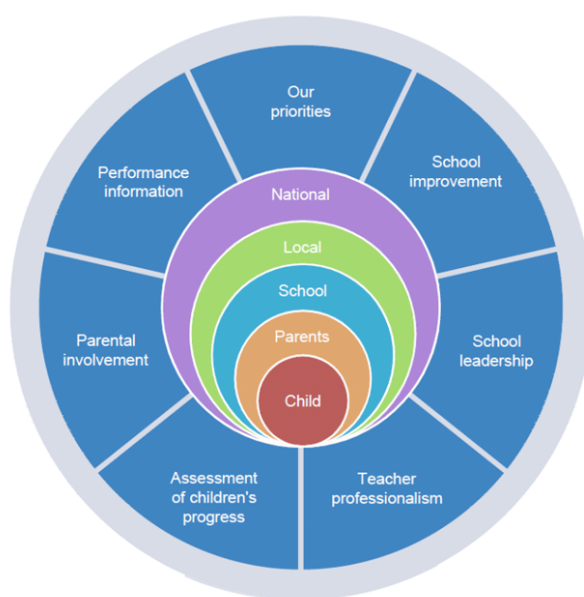 Our
priorities
School
improvement
School
leadership
Teacher
professionalism
Assessment
of children's
progress
Parental
involvement
Performance
information
National
Local
School
Parents
Child